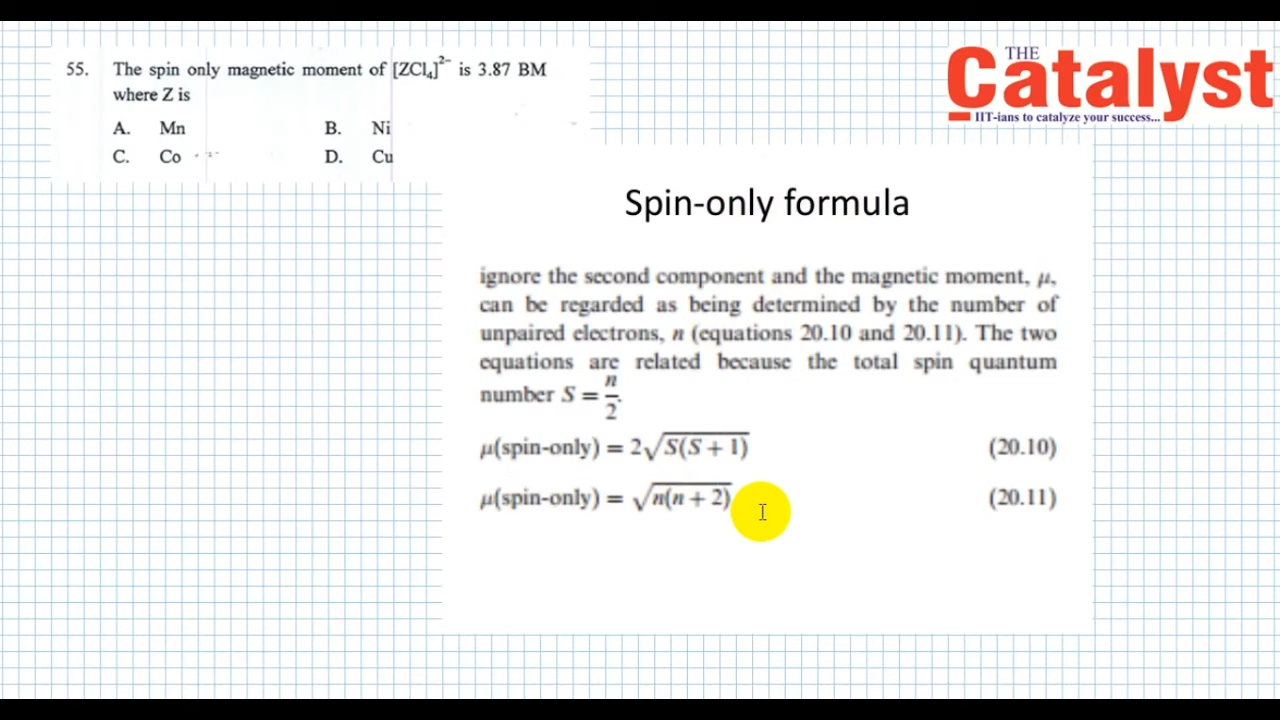 55. The spin only magnetic moment of [ZCl₄]²⁻ is 3.87 BM
where Z is
A. Mn B. Ni
C. Co D. Cu
THE
Catalyst
IIT-ians to catalyze your success...
Spin-only formula
ignore the second component and the magnetic moment, μ,
can be regarded as being determined by the number of
unpaired electrons, n (equations 20.10 and 20.11). The two
equations are related because the total spin quantum
number S = n/2.
μ(spin-only) = 2√S(S + 1) (20.10)
μ(spin-only) = √n(n + 2) (20.11)